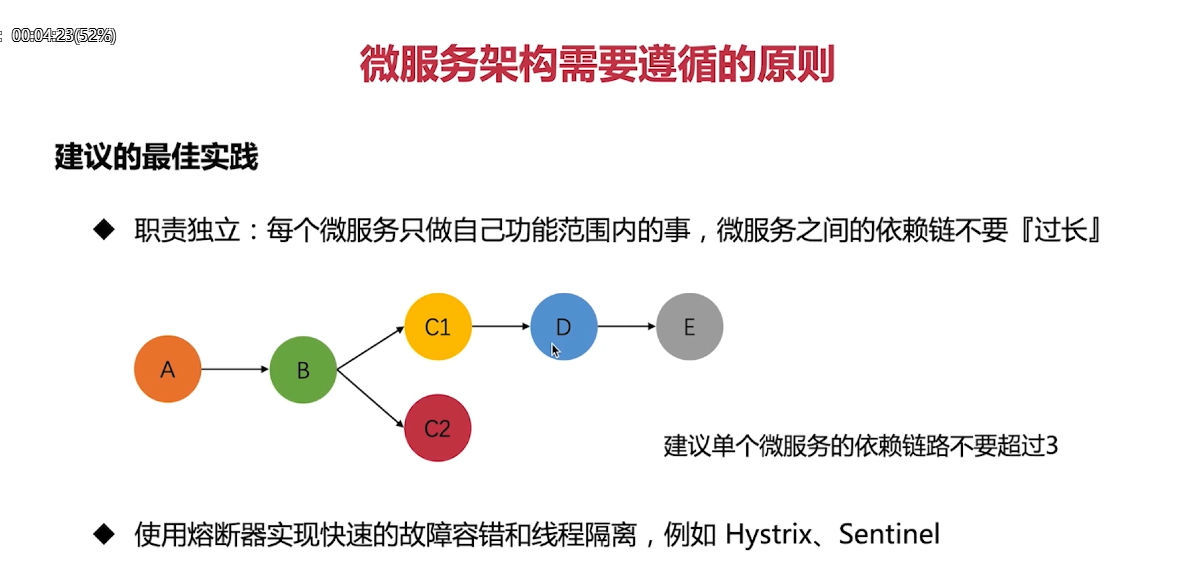 : 00:04:23(52%)
微服务架构需要遵循的原则
建议的最佳实践
◆ 职责独立：每个微服务只做自己功能范围内的事，微服务之间的依赖链不要『过长』
C1
D
E
A
B
C2
建议单个微服务的依赖链路不要超过3
◆ 使用熔断器实现快速的故障容错和线程隔离，例如 Hystrix、Sentinel